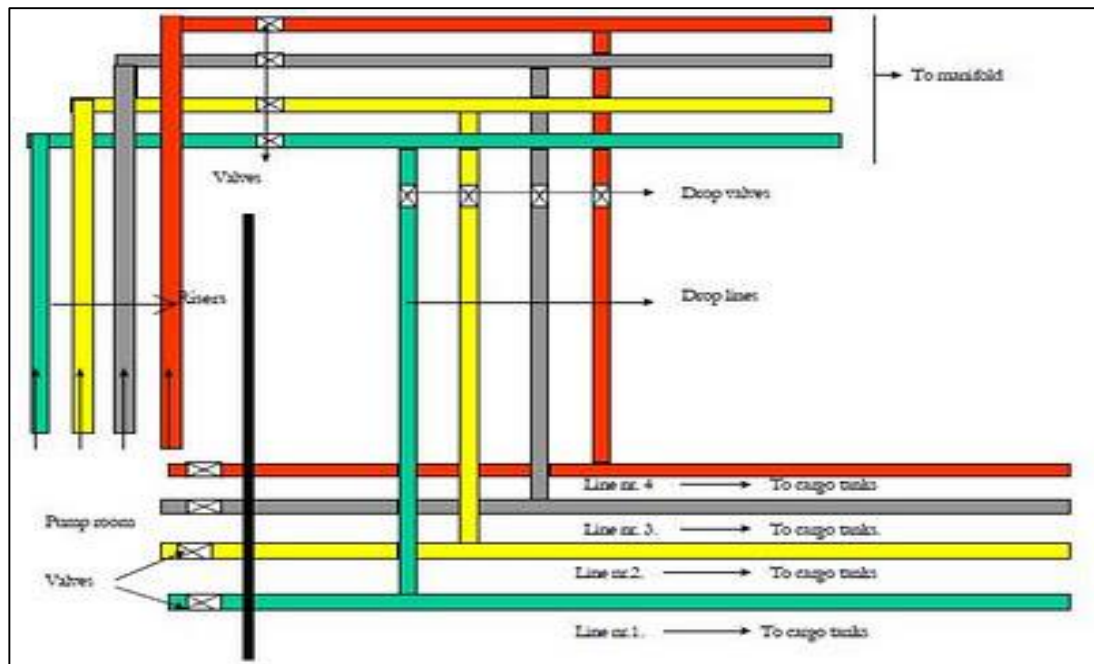 To manifold
Valves
Drop valves
Risers
Drop lines
Line nr. 4
To cargo tanks
Pump room
Line nr. 3.
To cargo tanks.
Valves
Line nr.2.
To cargo tanks
Line nr.1.
To cargo tanks.